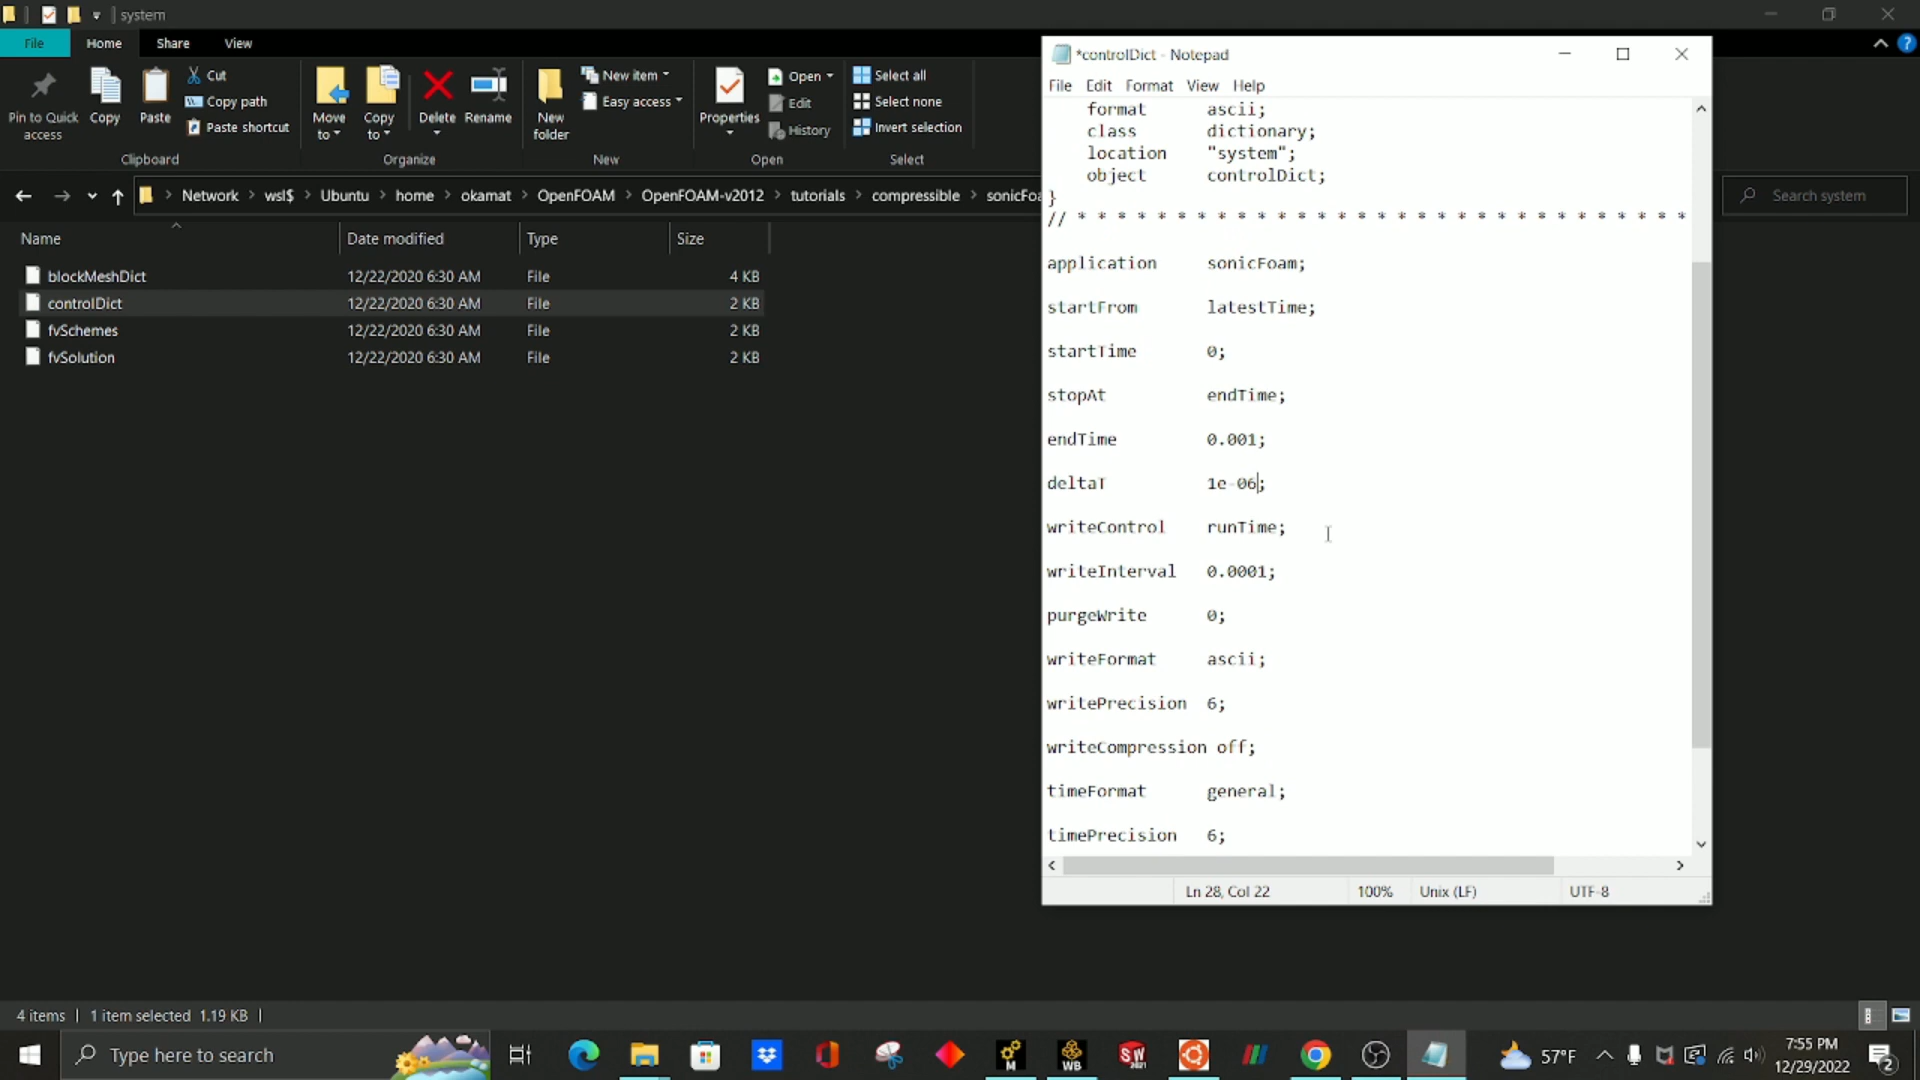 system
File Home Share View
Pin to Quick access
Copy
Paste
Cut
Copy path
Paste shortcut
Clipboard
Move to
Copy to
Delete
Rename
Organize
New folder
New item
Easy access
New
Properties
Open
Edit
History
Open
Select all
Select none
Invert selection
Select
Network > wsl$ > Ubuntu > home > okamat > OpenFOAM > OpenFOAM-v2012 > tutorials > compressible > sonicFoa
Search system
Name Date modified Type Size
blockMeshDict 12/22/2020 6:30 AM File 4 KB
controlDict 12/22/2020 6:30 AM File 2 KB
fvSchemes 12/22/2020 6:30 AM File 2 KB
fvSolution 12/22/2020 6:30 AM File 2 KB
*controlDict - Notepad
File Edit Format View Help
format ascii;
class dictionary;
location "system";
object controlDict;
}
// * * * * * * * * * * * * * * * * * * * * * * * * * * * * * * *
application sonicFoam;
startFrom latestTime;
startTime 0;
stopAt endTime;
endTime 0.001;
deltaT 1e-06;
writeControl runTime;
writeInterval 0.0001;
purgeWrite 0;
writeFormat ascii;
writePrecision 6;
writeCompression off;
timeFormat general;
timePrecision 6;
Ln 28, Col 22 100% Unix (LF) UTF-8
4 items 1 item selected 1.19 KB
Type here to search
M
WB
SW
2021
57°F
7:55 PM
12/29/2022
2